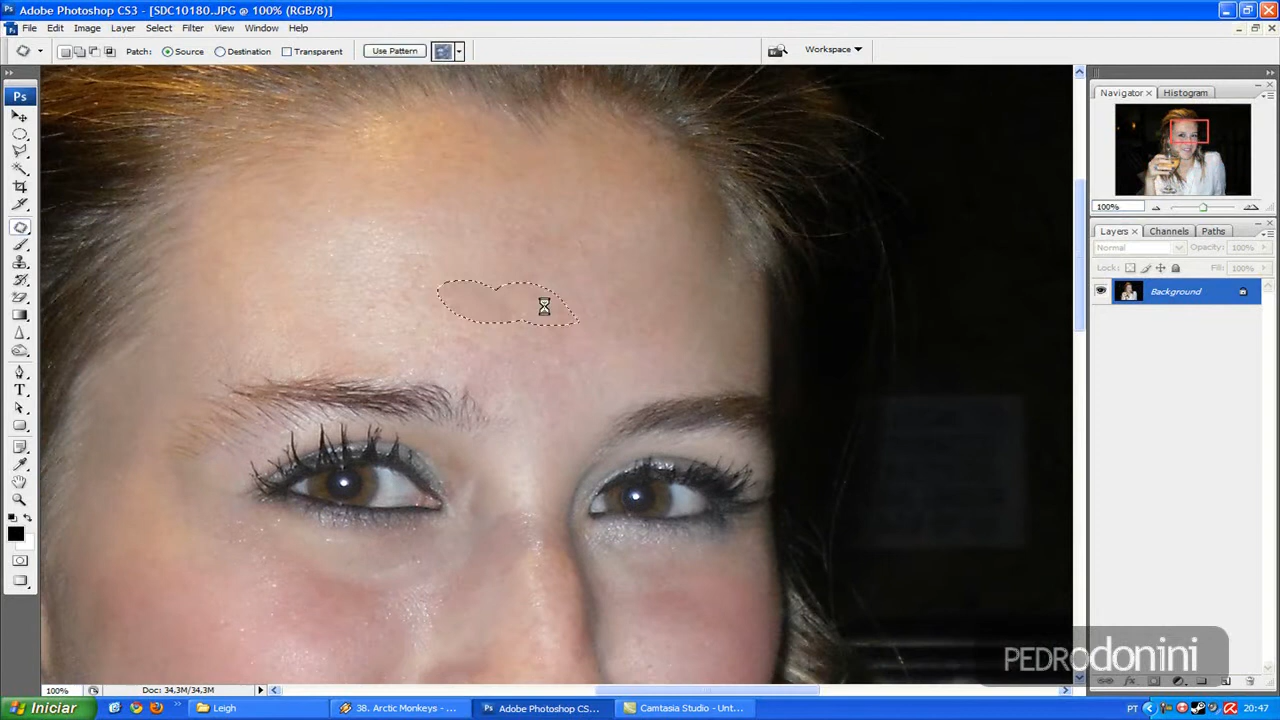 Adobe Photoshop CS3 - [SDC10180.JPG @ 100% (RGB/8)]
File Edit Image Layer Select Filter View Window Help
Patch: Source Destination Transparent Use Pattern Workspace
Ps
Navigator Histogram
100%
Layers Channels Paths
Normal Opacity: 100%
Lock: Fill: 100%
Background
T
PEDROdonini
100% Doc: 34,3M/34,3M
Iniciar Leigh 38. Arctic Monkeys - ... Adobe Photoshop CS... Camtasia Studio - Unt... PT 20:47